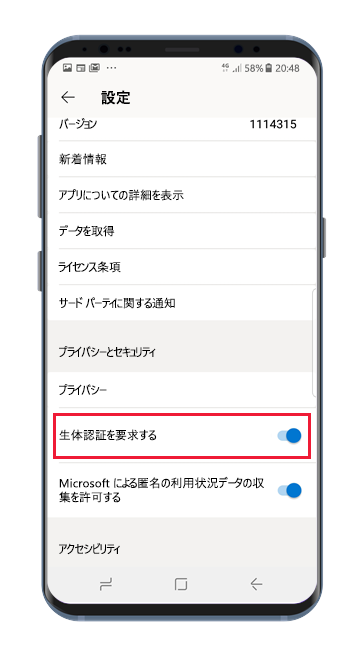 4G 58% 20:48
← 設定
バージョン 1114315
新着情報
アプリについての詳細を表示
データを取得
ライセンス条項
サード パーティに関する通知
プライバシーとセキュリティ
プライバシー
生体認証を要求する
Microsoft による匿名の利用状況データの収
集を許可する
アクセシビリティ